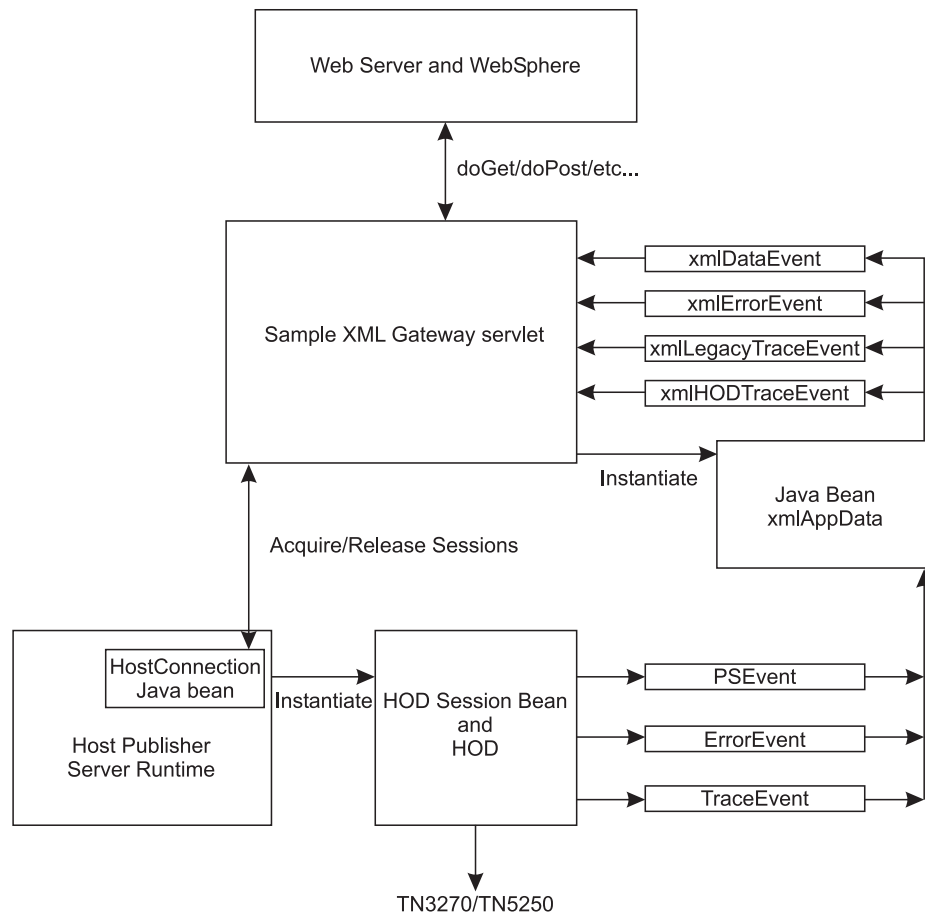 Web Server and WebSphere
doGet/doPost/etc...
Sample XML Gateway servlet
xmlDataEvent
xmlErrorEvent
xmlLegacyTraceEvent
xmlHODTraceEvent
Instantiate
Java Bean
xmlAppData
Acquire/Release Sessions
HostConnection
Java bean
Host Publisher
Server Runtime
Instantiate
HOD Session Bean
and
HOD
PSEvent
ErrorEvent
TraceEvent
TN3270/TN5250